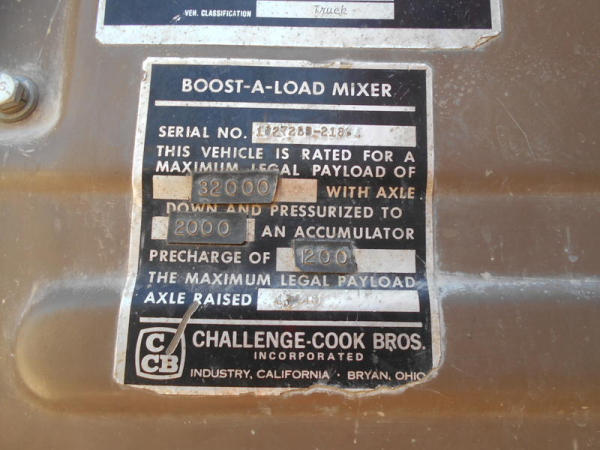 VEH. CLASSIFICATION Truck
BOOST-A-LOAD MIXER
SERIAL NO.
THIS VEHICLE IS RATED FOR A
MAXIMUM LEGAL PAYLOAD OF
32000 WITH AXLE
DOWN AND PRESSURIZED TO
2000 AN ACCUMULATOR
PRECHARGE OF 1200
THE MAXIMUM LEGAL PAYLOAD
AXLE RAISED
C CB
CHALLENGE-COOK BROS.
INCORPORATED
INDUSTRY, CALIFORNIA · BRYAN, OHIO